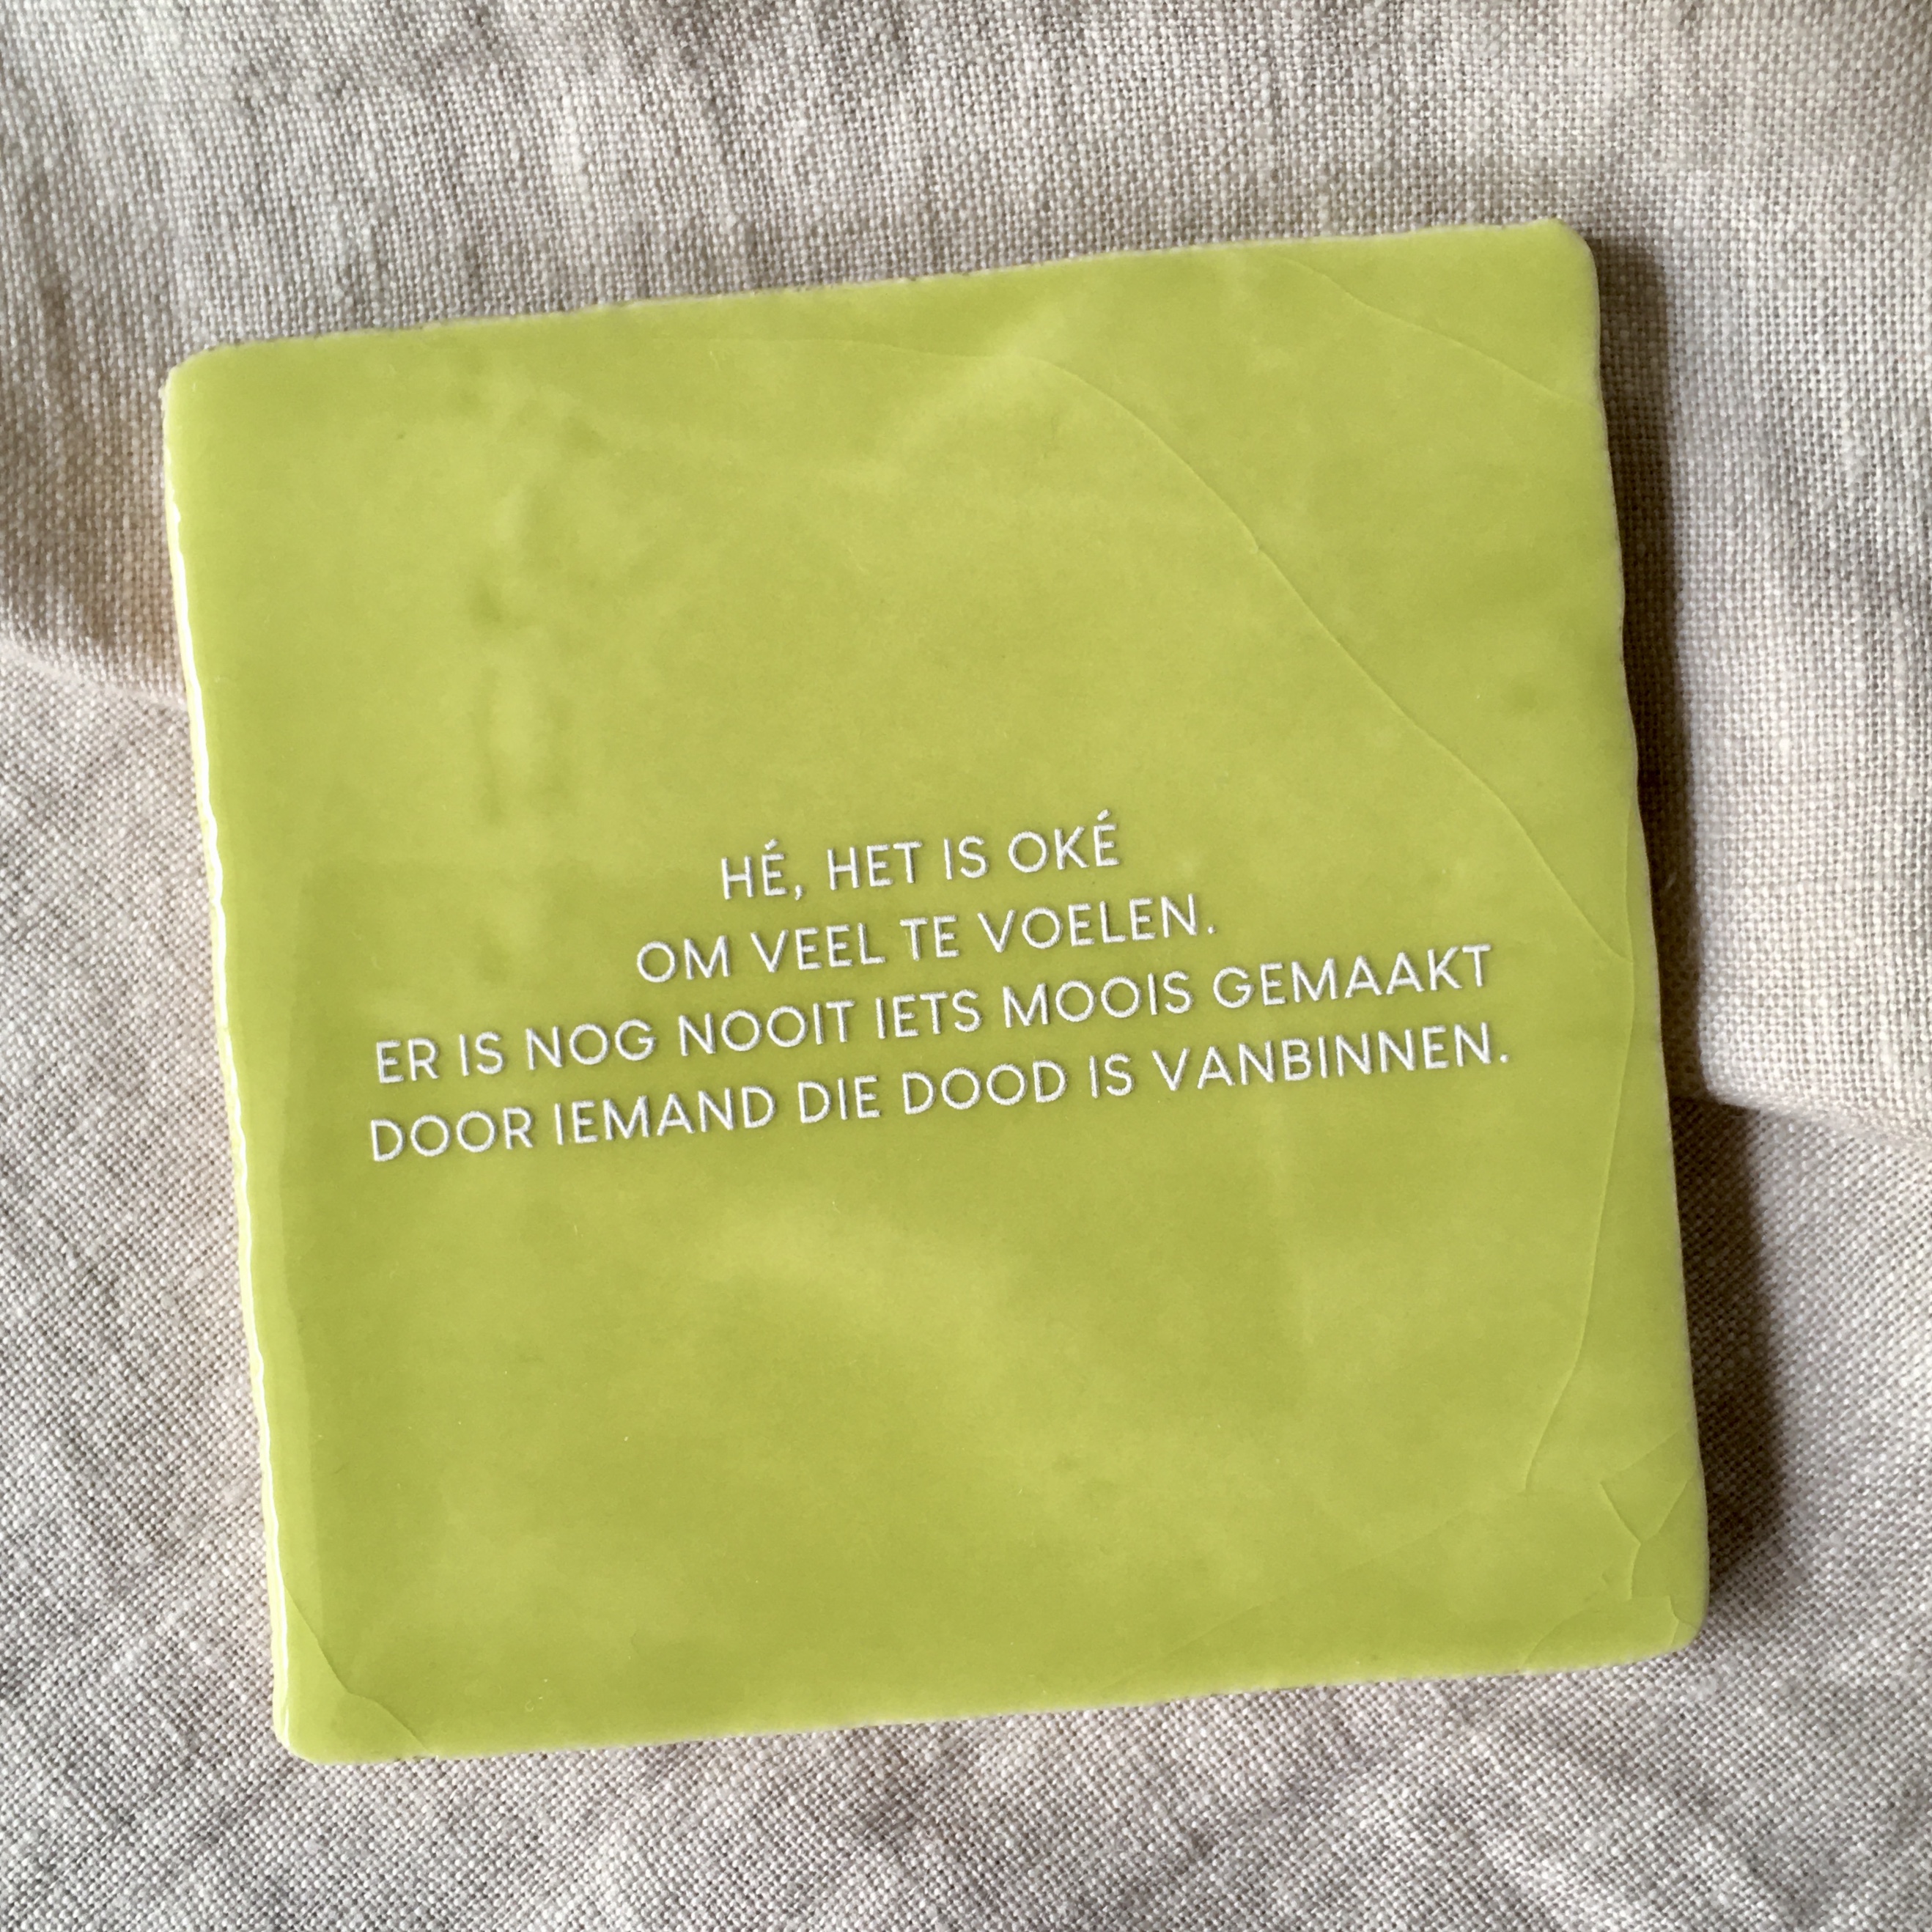 HÉ, HET IS OKÉ
OM VEEL TE VOELEN.
ER IS NOG NOOIT IETS MOOIS GEMAAKT
DOOR IEMAND DIE DOOD IS VANBINNEN.